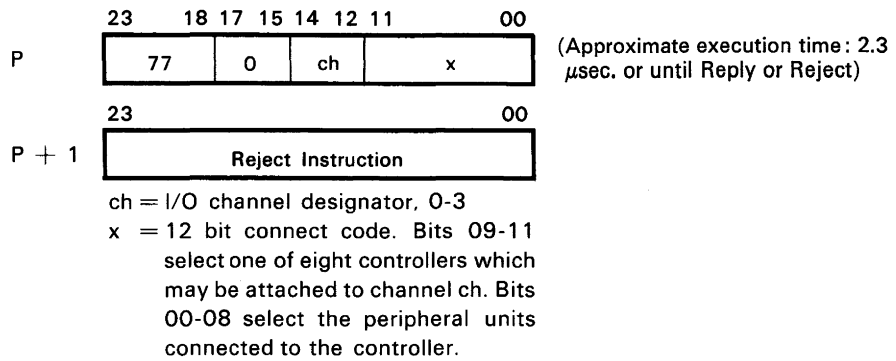 23 18 17 15 14 12 11 00
P 77 0 ch x
(Approximate execution time: 2.3
μsec. or until Reply or Reject)
23 00
P + 1 Reject Instruction
ch = I/O channel designator, 0-3
x = 12 bit connect code. Bits 09-11
select one of eight controllers which
may be attached to channel ch. Bits
00-08 select the peripheral units
connected to the controller.